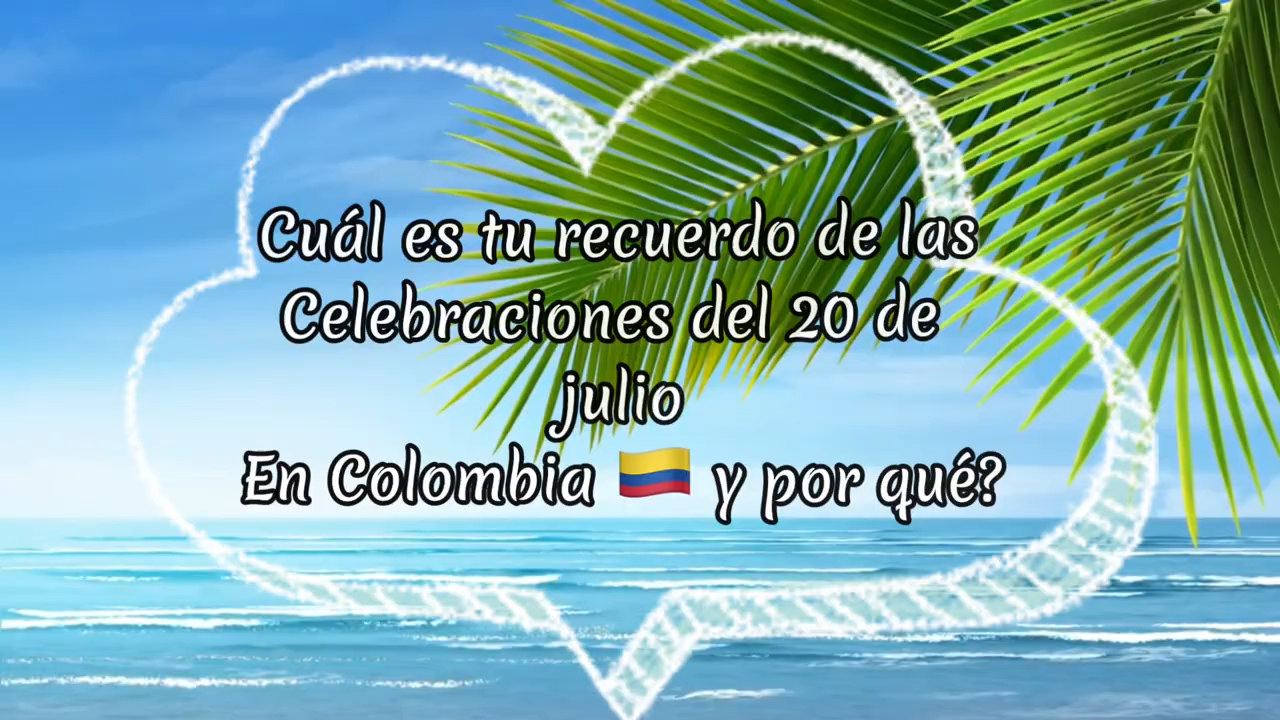 Cuál es tu recuerdo de las
Celebraciones del 20 de
julio
En Colombia 🇨🇴 y por qué?